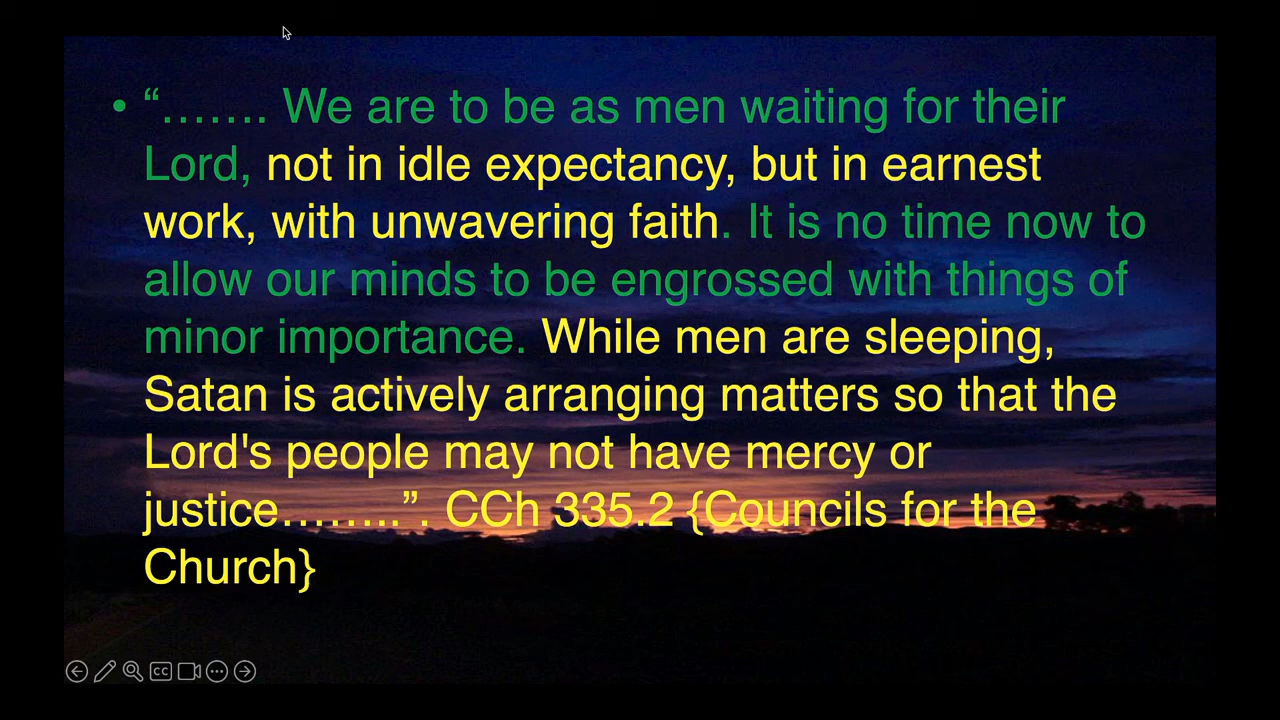 • “……. We are to be as men waiting for their
Lord, not in idle expectancy, but in earnest
work, with unwavering faith. It is no time now to
allow our minds to be engrossed with things of
minor importance. While men are sleeping,
Satan is actively arranging matters so that the
Lord's people may not have mercy or
justice……..”. CCh 335.2 {Councils for the
Church}
CC